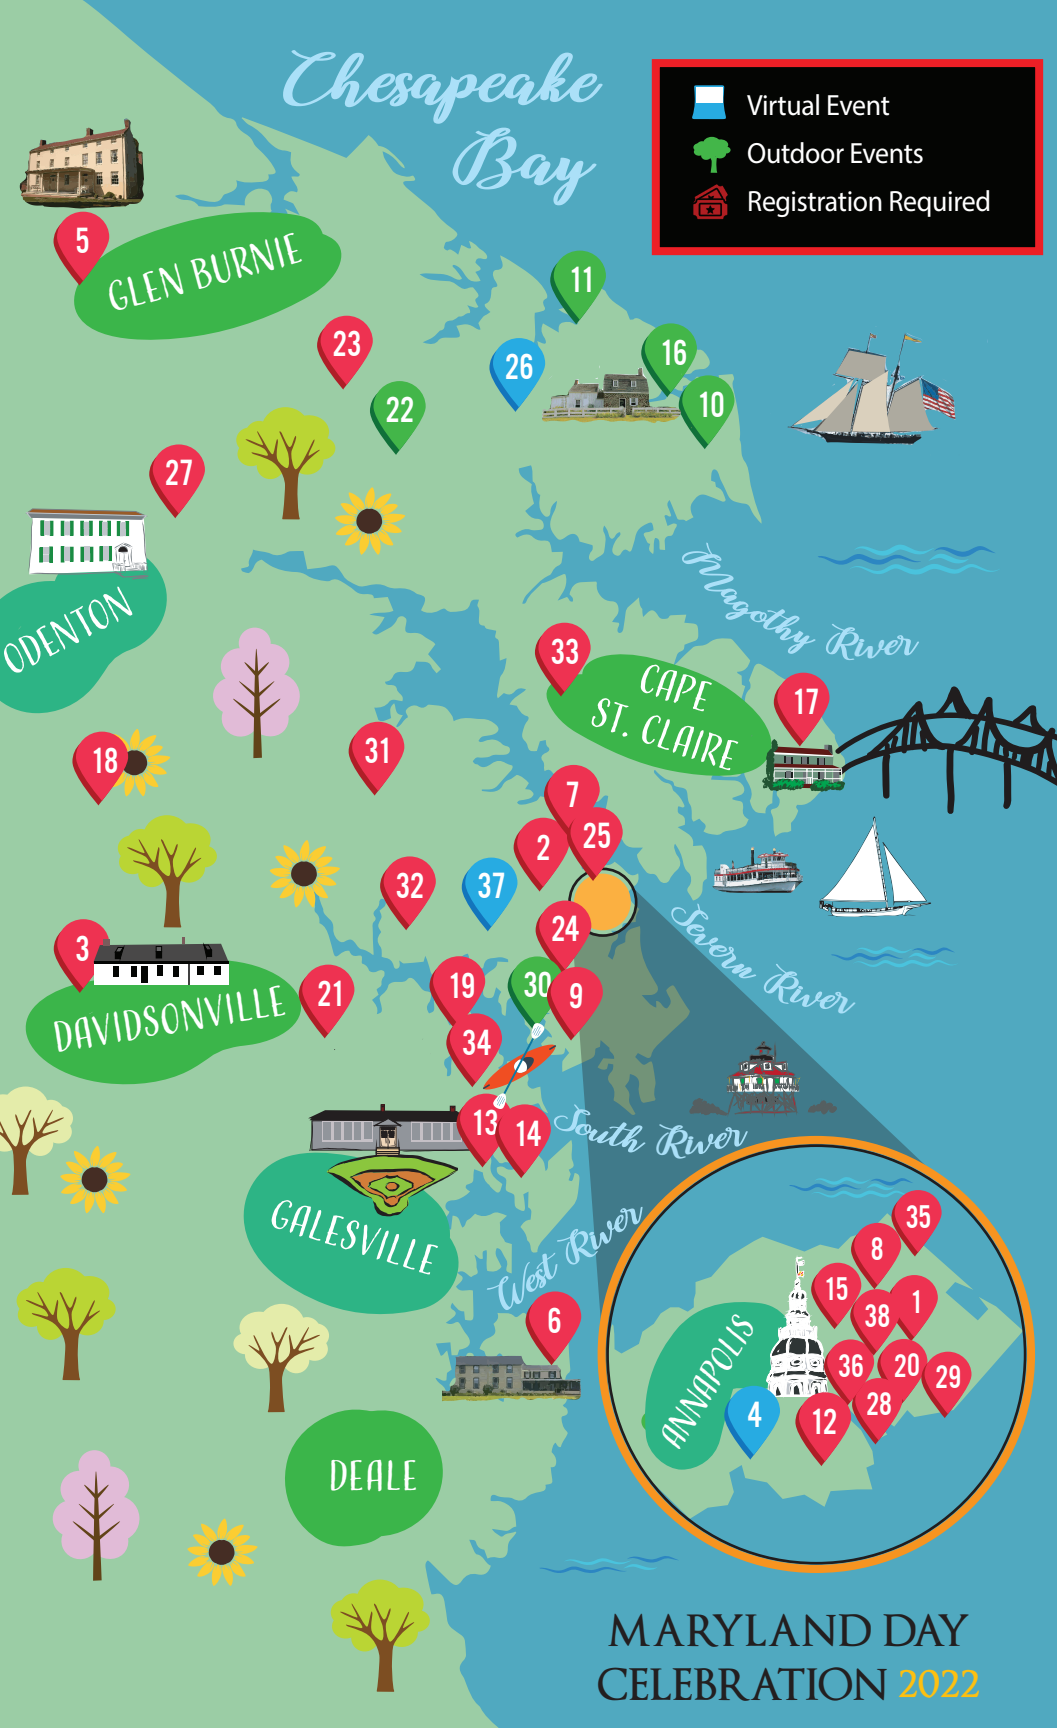 Chesapeake
Bay
Virtual Event
Outdoor Events
Registration Required
5
GLEN BURNIE
11
23
26
16
22
10
27
ODENTON
Magothy River
33
CAPE
ST. CLAIRE
17
18
31
7
25
2
32
37
24
Severn River
3
DAVIDSONVILLE
21
19
30
9
34
13
14
South River
GALESVILLE
West River
6
35
8
15
1
38
ANNAPOLIS
36
20
29
28
4
12
DEALE
MARYLAND DAY
CELEBRATION 2022